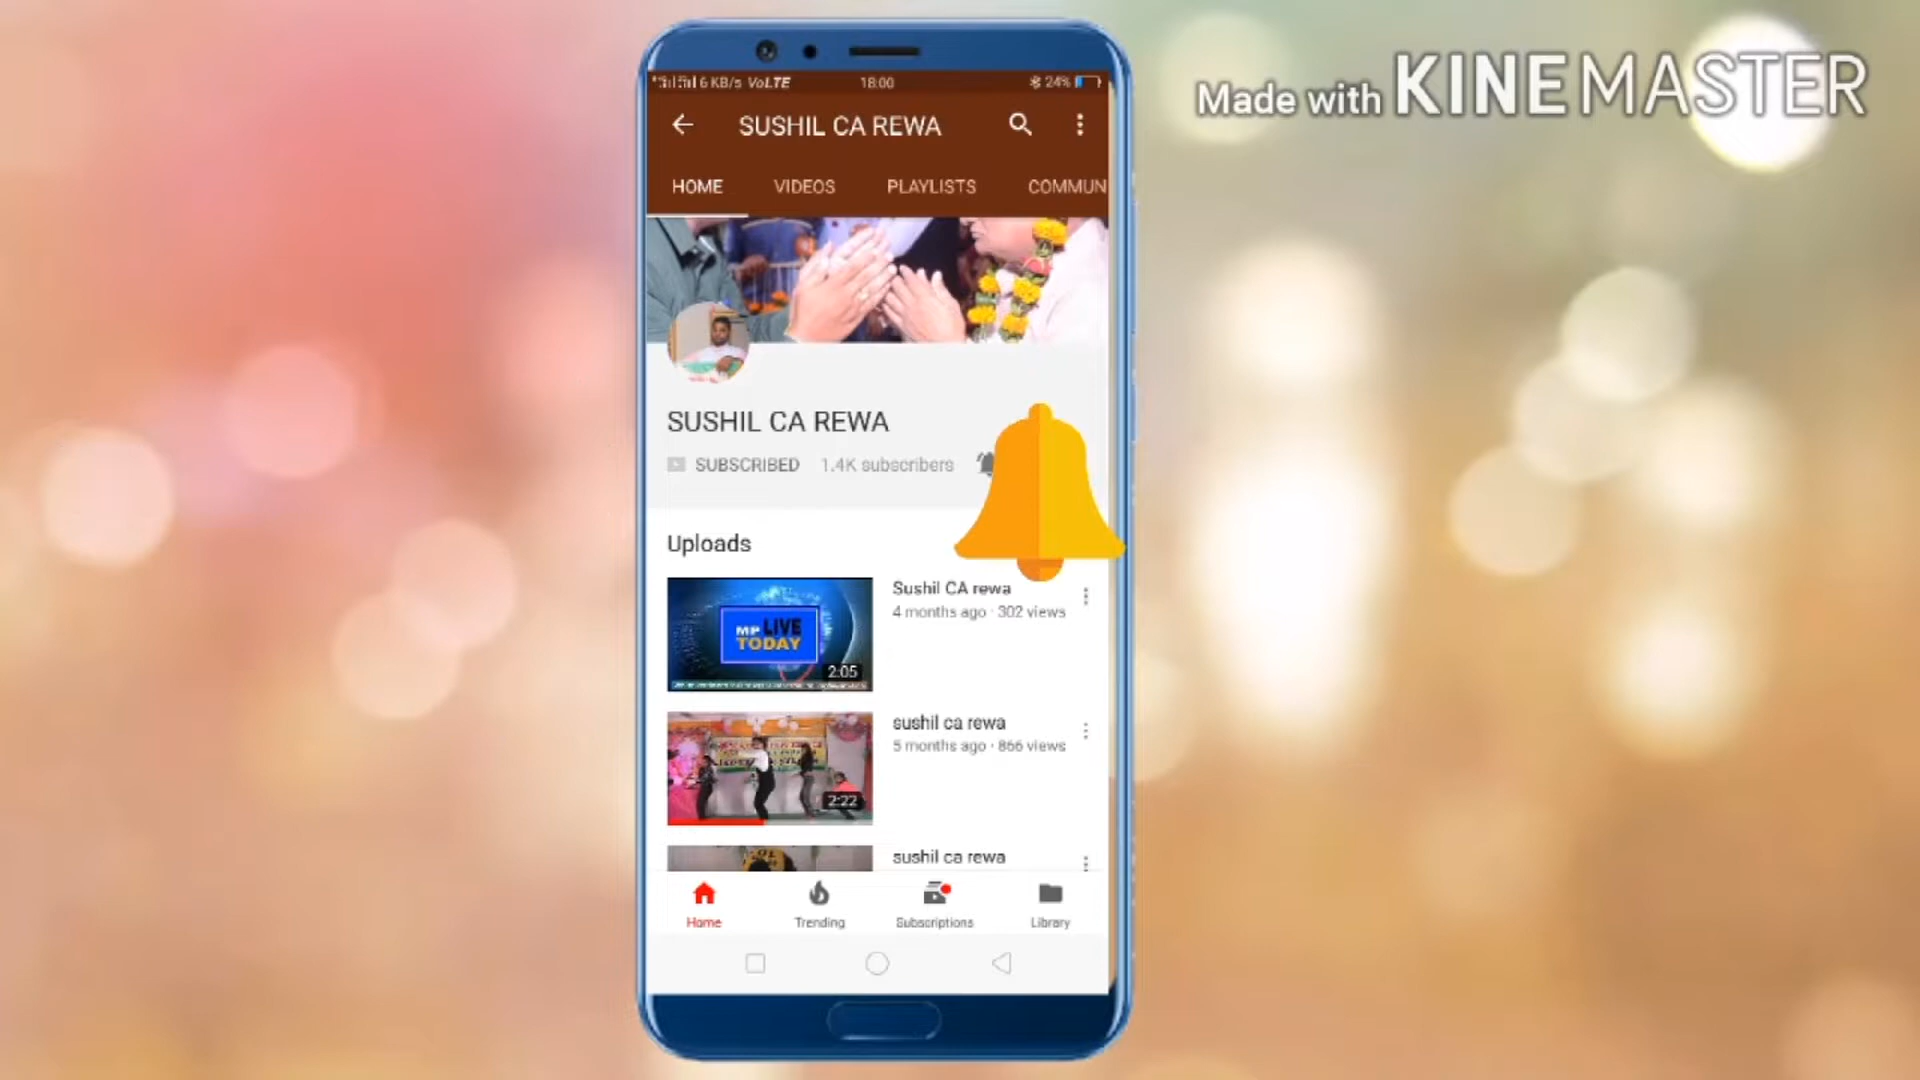 Made with KINEMASTER
6 KB/s VoLTE 18:00 24%
SUSHIL CA REWA
HOME VIDEOS PLAYLISTS COMMUN
SUSHIL CA REWA
SUBSCRIBED 1.4K subscribers
Uploads
Sushil CA rewa
4 months ago · 302 views
MP LIVE
TODAY
2:05
sushil ca rewa
5 months ago · 866 views
2:22
sushil ca rewa
Home Trending Subscriptions Library